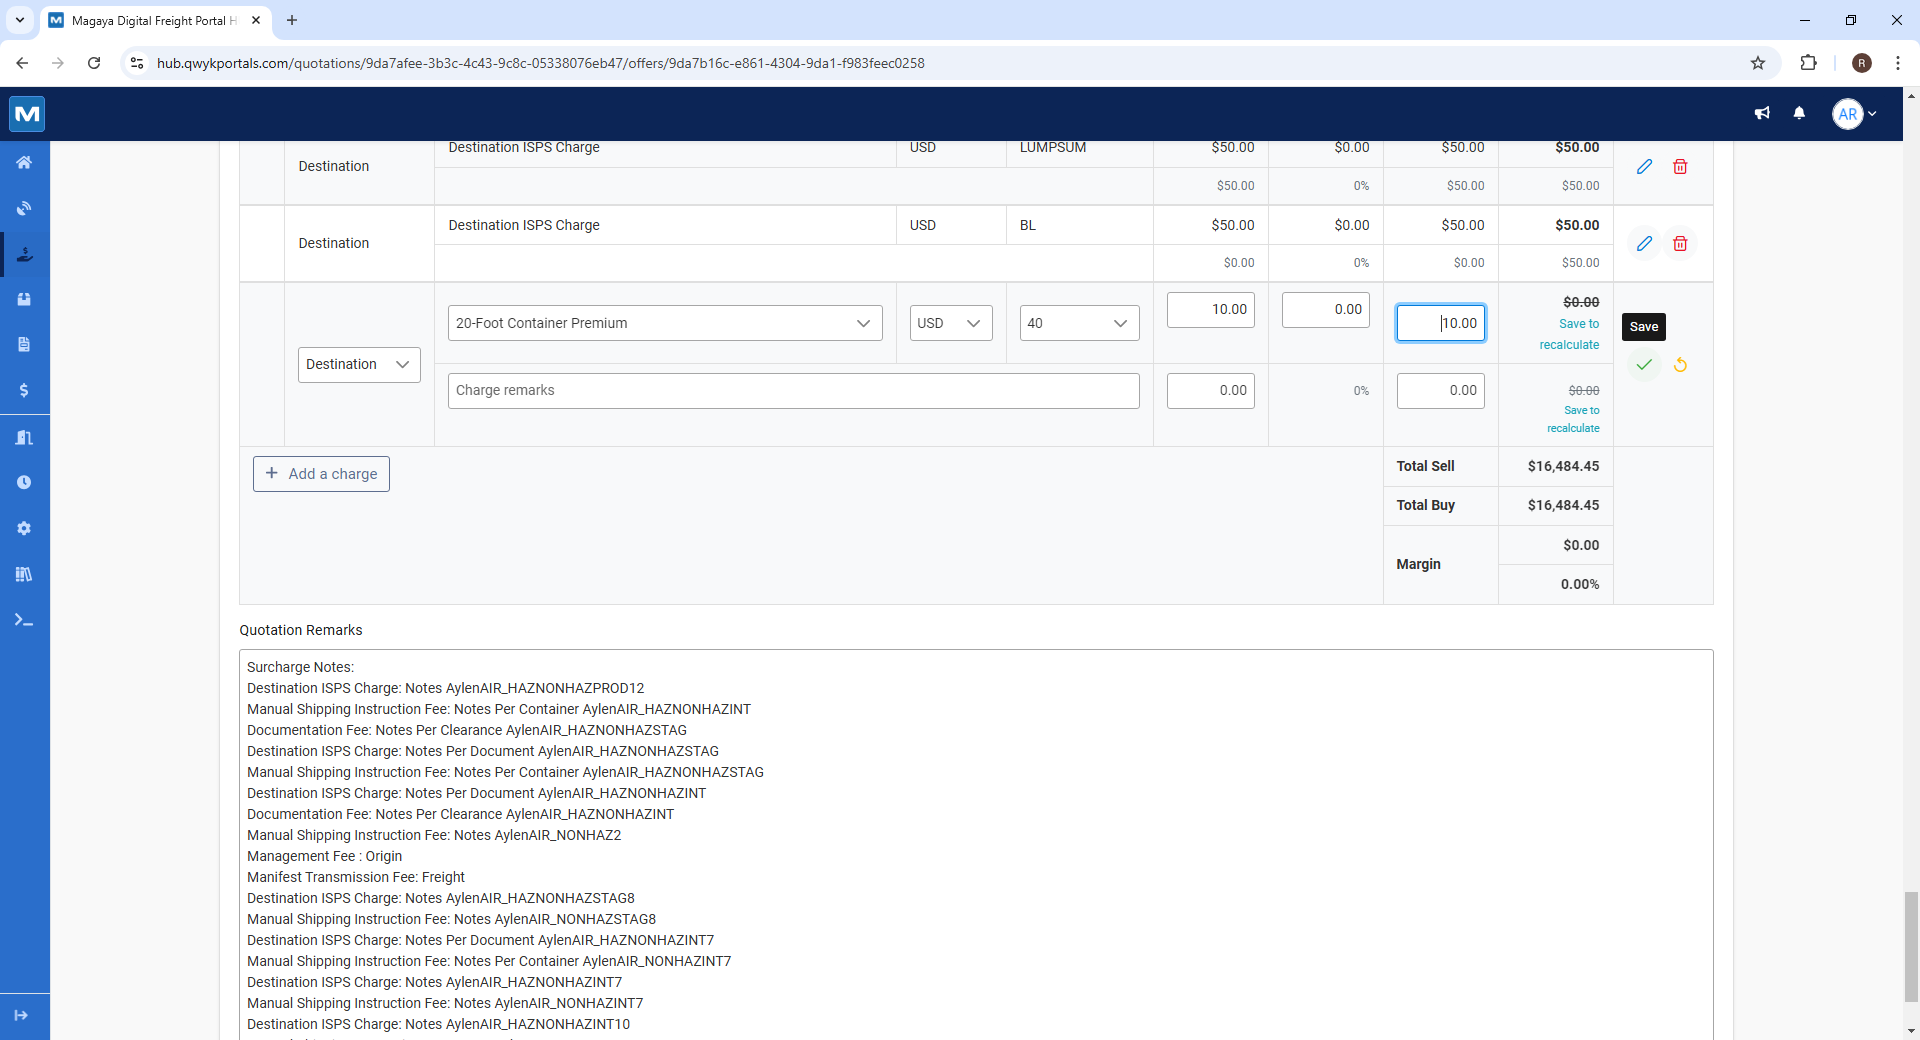 Magaya Digital Freight Portal H
hub.qwykportals.com/quotations/9da7afee-3b3c-4c43-9c8c-05338076eb47/offers/9da7b16c-e861-4304-9da1-f983feec0258
R
AR
Destination ISPS Charge USD LUMPSUM $50.00 $0.00 $50.00 $50.00
Destination
$50.00 0% $50.00 $50.00
Destination ISPS Charge USD BL $50.00 $0.00 $50.00 $50.00
Destination
$0.00 0% $0.00 $50.00
20-Foot Container Premium USD 40 10.00 0.00 10.00 $0.00
Save to
recalculate
Save
Destination
Charge remarks 0.00 0% 0.00 $0.00
Save to
recalculate
+ Add a charge
Total Sell $16,484.45
Total Buy $16,484.45
Margin $0.00
0.00%
Quotation Remarks
Surcharge Notes:
Destination ISPS Charge: Notes AylenAIR_HAZNONHAZPROD12
Manual Shipping Instruction Fee: Notes Per Container AylenAIR_HAZNONHAZINT
Documentation Fee: Notes Per Clearance AylenAIR_HAZNONHAZSTAG
Destination ISPS Charge: Notes Per Document AylenAIR_HAZNONHAZSTAG
Manual Shipping Instruction Fee: Notes Per Container AylenAIR_HAZNONHAZSTAG
Destination ISPS Charge: Notes Per Document AylenAIR_HAZNONHAZINT
Documentation Fee: Notes Per Clearance AylenAIR_HAZNONHAZINT
Manual Shipping Instruction Fee: Notes AylenAIR_NONHAZ2
Management Fee : Origin
Manifest Transmission Fee: Freight
Destination ISPS Charge: Notes AylenAIR_HAZNONHAZSTAG8
Manual Shipping Instruction Fee: Notes AylenAIR_NONHAZSTAG8
Destination ISPS Charge: Notes Per Document AylenAIR_HAZNONHAZINT7
Manual Shipping Instruction Fee: Notes Per Container AylenAIR_NONHAZINT7
Destination ISPS Charge: Notes AylenAIR_HAZNONHAZINT7
Manual Shipping Instruction Fee: Notes AylenAIR_NONHAZINT7
Destination ISPS Charge: Notes AylenAIR_HAZNONHAZINT10